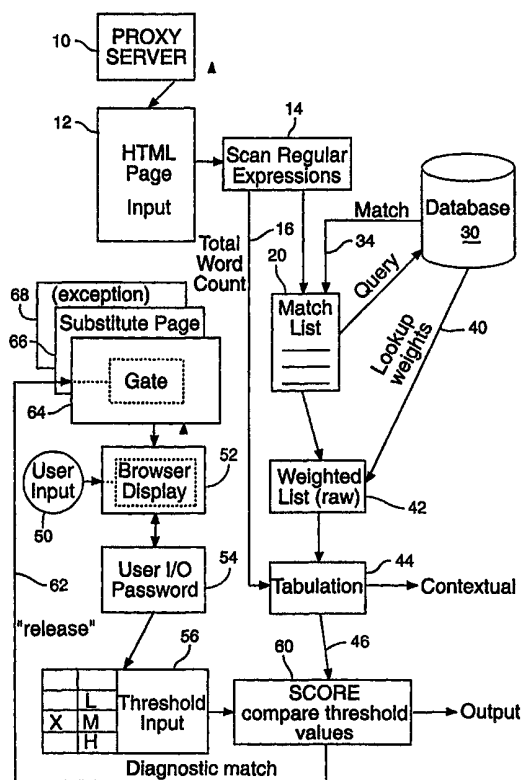 10
PROXY
SERVER
12
HTML
Page
Input
14
Scan Regular
Expressions
16
Total
Word
Count
Match
34
20
Match
List
Query
Database
30
40
Lookup
weights
68
(exception)
66
Substitute Page
64
Gate
User
Input
50
Browser
Display
52
Weighted
List (raw)
42
User I/O
Password
54
44
Tabulation
Contextual
62
"release"
46
56
L
X M
H
Threshold
Input
60
SCORE
compare threshold
values
Output
Diagnostic match